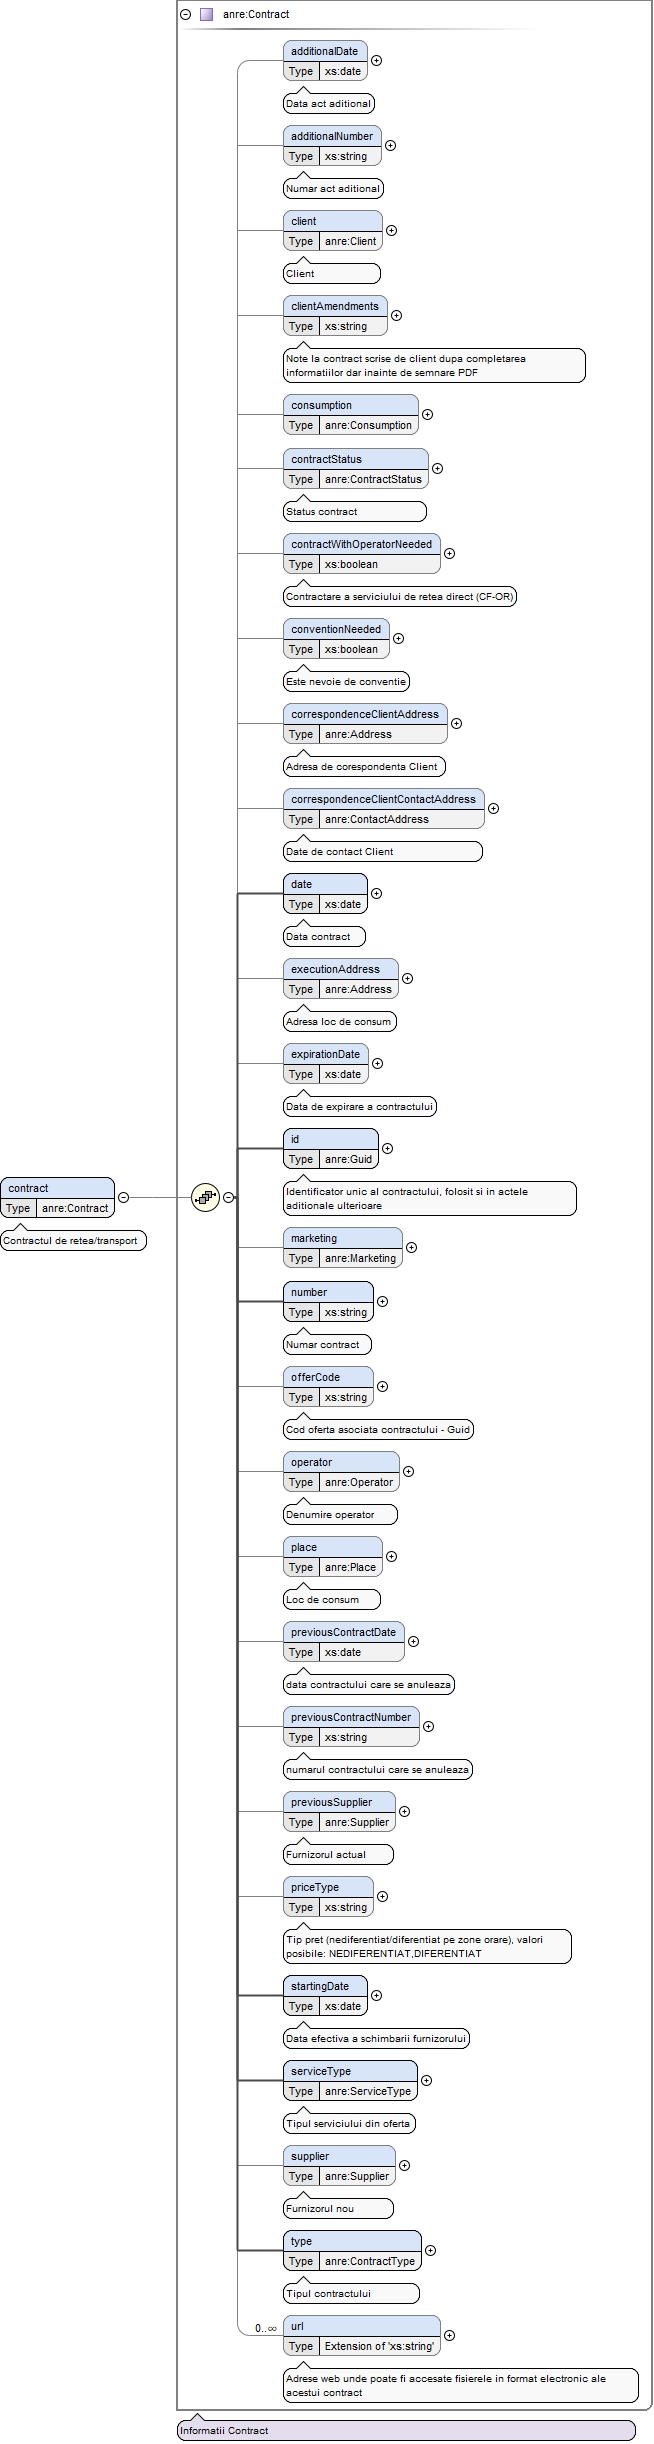 anre:Contract
additionalDate
Type xs:date
Data act aditional
additionalNumber
Type xs:string
Numar act aditional
client
Type anre:Client
Client
clientAmendments
Type xs:string
Note la contract scrise de client dupa completarea
informatiilor dar inainte de semnare PDF
consumption
Type anre:Consumption
contractStatus
Type anre:ContractStatus
Status contract
contractWithOperatorNeeded
Type xs:boolean
Contractare a serviciului de retea direct (CF-OR)
conventionNeeded
Type xs:boolean
Este nevoie de conventie
correspondenceClientAddress
Type anre:Address
Adresa de corespondenta Client
correspondenceClientContactAddress
Type anre:ContactAddress
Date de contact Client
date
Type xs:date
Data contract
executionAddress
Type anre:Address
Adresa loc de consum
expirationDate
Type xs:date
Data de expirare a contractului
id
Type anre:Guid
Identificator unic al contractului, folosit si in actele
aditionale ulterioare
contract
Type anre:Contract
Contractul de retea/transport
marketing
Type anre:Marketing
number
Type xs:string
Numar contract
offerCode
Type xs:string
Cod oferta asociata contractului - Guid
operator
Type anre:Operator
Denumire operator
place
Type anre:Place
Loc de consum
previousContractDate
Type xs:date
data contractului care se anuleaza
previousContractNumber
Type xs:string
numarul contractului care se anuleaza
previousSupplier
Type anre:Supplier
Furnizorul actual
priceType
Type xs:string
Tip pret (nediferentiat/diferentiat pe zone orare), valori
posibile: NEDIFERENTIAT,DIFERENTIAT
startingDate
Type xs:date
Data efectiva a schimbarii furnizorului
serviceType
Type anre:ServiceType
Tipul serviciului din oferta
supplier
Type anre:Supplier
Furnizorul nou
type
Type anre:ContractType
Tipul contractului
0..∞
url
Type Extension of 'xs:string'
Adrese web unde poate fi accesate fisierele in format electronic ale
acestui contract
Informatii Contract